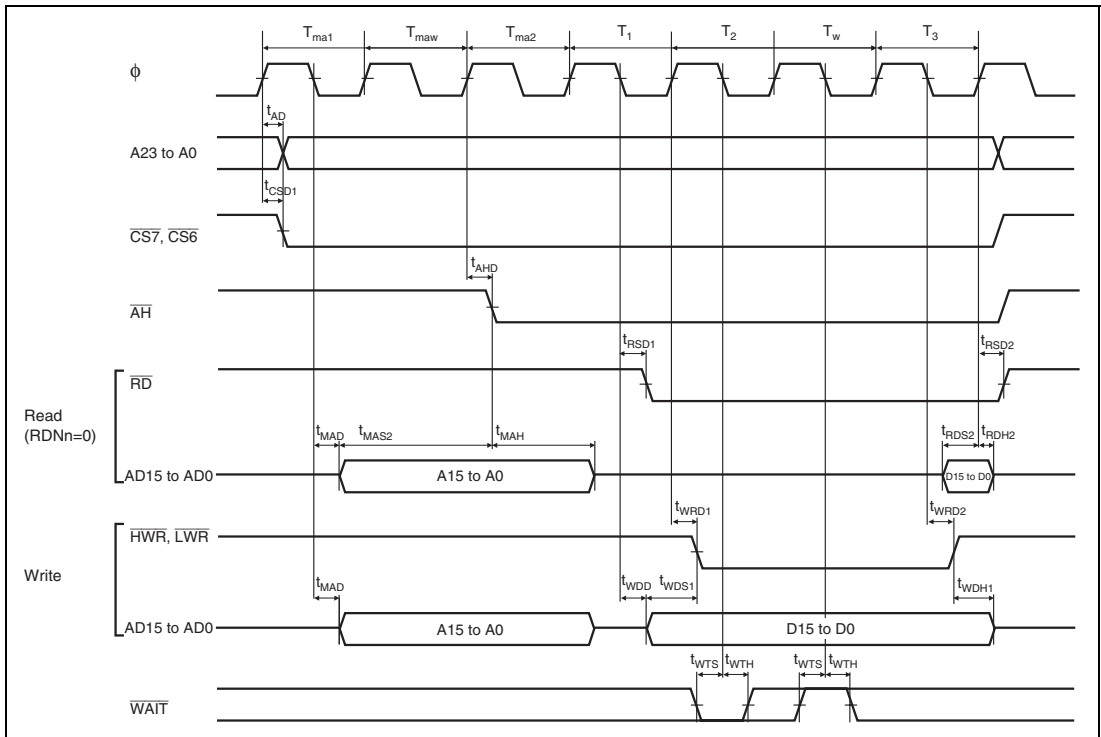 Tma1 Tmaw Tma2 T1 T2 Tw T3
ϕ
tAD
A23 to A0
tCSD1
CS7, CS6
tAHD
AH
tRSD1 tRSD2
RD
Read
(RDNn=0)
tMAD tMAS2 tMAH tRDS2 tRDH2
AD15 to AD0 A15 to A0 D15 to D0
tWRD1 tWRD2
HWR, LWR
Write
tMAD tWDD tWDS1 tWDH1
AD15 to AD0 A15 to A0 D15 to D0
tWTS tWTH tWTS tWTH
WAIT